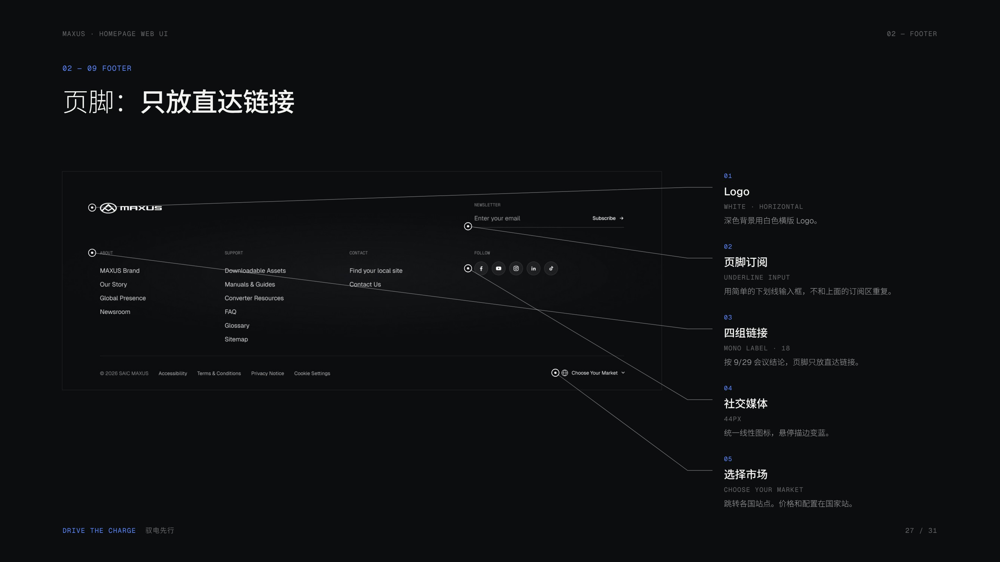 MAXUS · HOMEPAGE WEB UI
02 — FOOTER
02 — 09 FOOTER
页脚：只放直达链接
MAXUS
NEWSLETTER
Enter your email
Subscribe →
ABOUT
MAXUS Brand
Our Story
Global Presence
Newsroom
SUPPORT
Downloadable Assets
Manuals & Guides
Converter Resources
FAQ
Glossary
Sitemap
CONTACT
Find your local site
Contact Us
FOLLOW
© 2026 SAIC MAXUS Accessibility Terms & Conditions Privacy Notice Cookie Settings
Choose Your Market
01
Logo
WHITE · HORIZONTAL
深色背景用白色横版 Logo。
02
页脚订阅
UNDERLINE INPUT
用简单的下划线输入框，不和上面的订阅区重复。
03
四组链接
MONO LABEL · 18
按 9/29 会议结论，页脚只放直达链接。
04
社交媒体
44PX
统一线性图标，悬停描边变蓝。
05
选择市场
CHOOSE YOUR MARKET
跳转各国站点。价格和配置在国家站。
DRIVE THE CHARGE 驭电先行
27 / 31